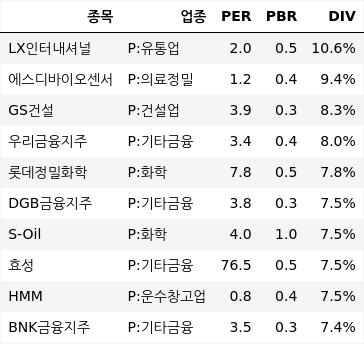 종목 업종 PER PBR DIV
LX인터내셔널 P:유통업 2.0 0.5 10.6%
에스디바이오센서 P:의료정밀 1.2 0.4 9.4%
GS건설 P:건설업 3.9 0.3 8.3%
우리금융지주 P:기타금융 3.4 0.4 8.0%
롯데정밀화학 P:화학 7.8 0.5 7.8%
DGB금융지주 P:기타금융 3.8 0.3 7.5%
S-Oil P:화학 4.0 1.0 7.5%
효성 P:기타금융 76.5 0.5 7.5%
HMM P:운수창고업 0.8 0.4 7.5%
BNK금융지주 P:기타금융 3.5 0.3 7.4%